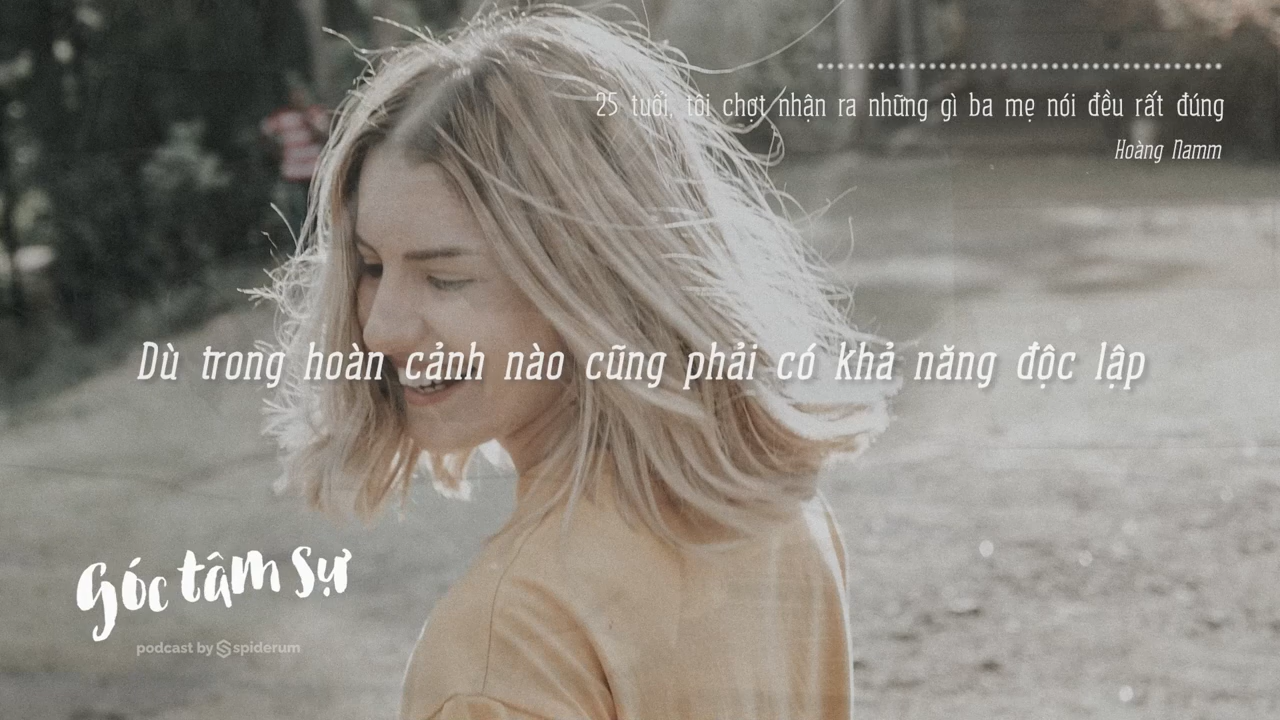 25 tuổi, tôi chợt nhận ra những gì ba mẹ nói đều rất đúng
Hoàng Namm
Dù trong hoàn cảnh nào cũng phải có khả năng độc lập
Góc tâm sự
podcast by spiderum